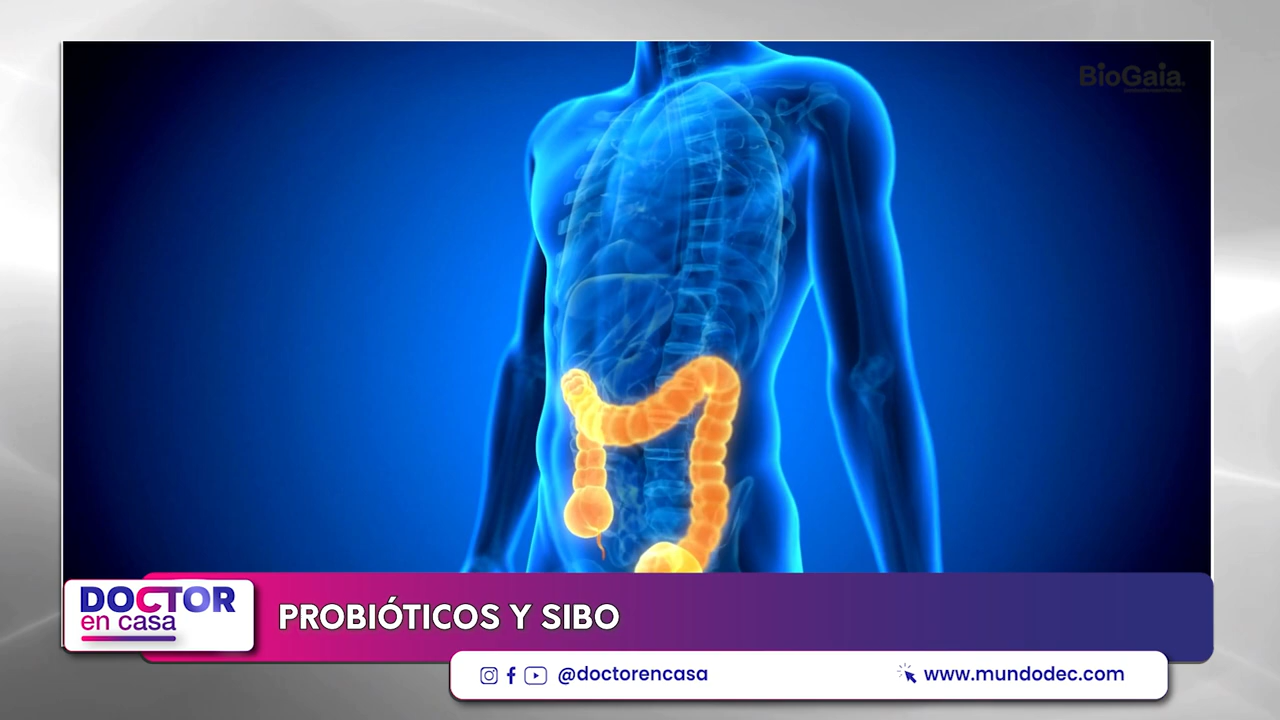 BioGaia
DOCTOR
en casa
PROBIÓTICOS Y SIBO
@doctorencasa
www.mundodec.com